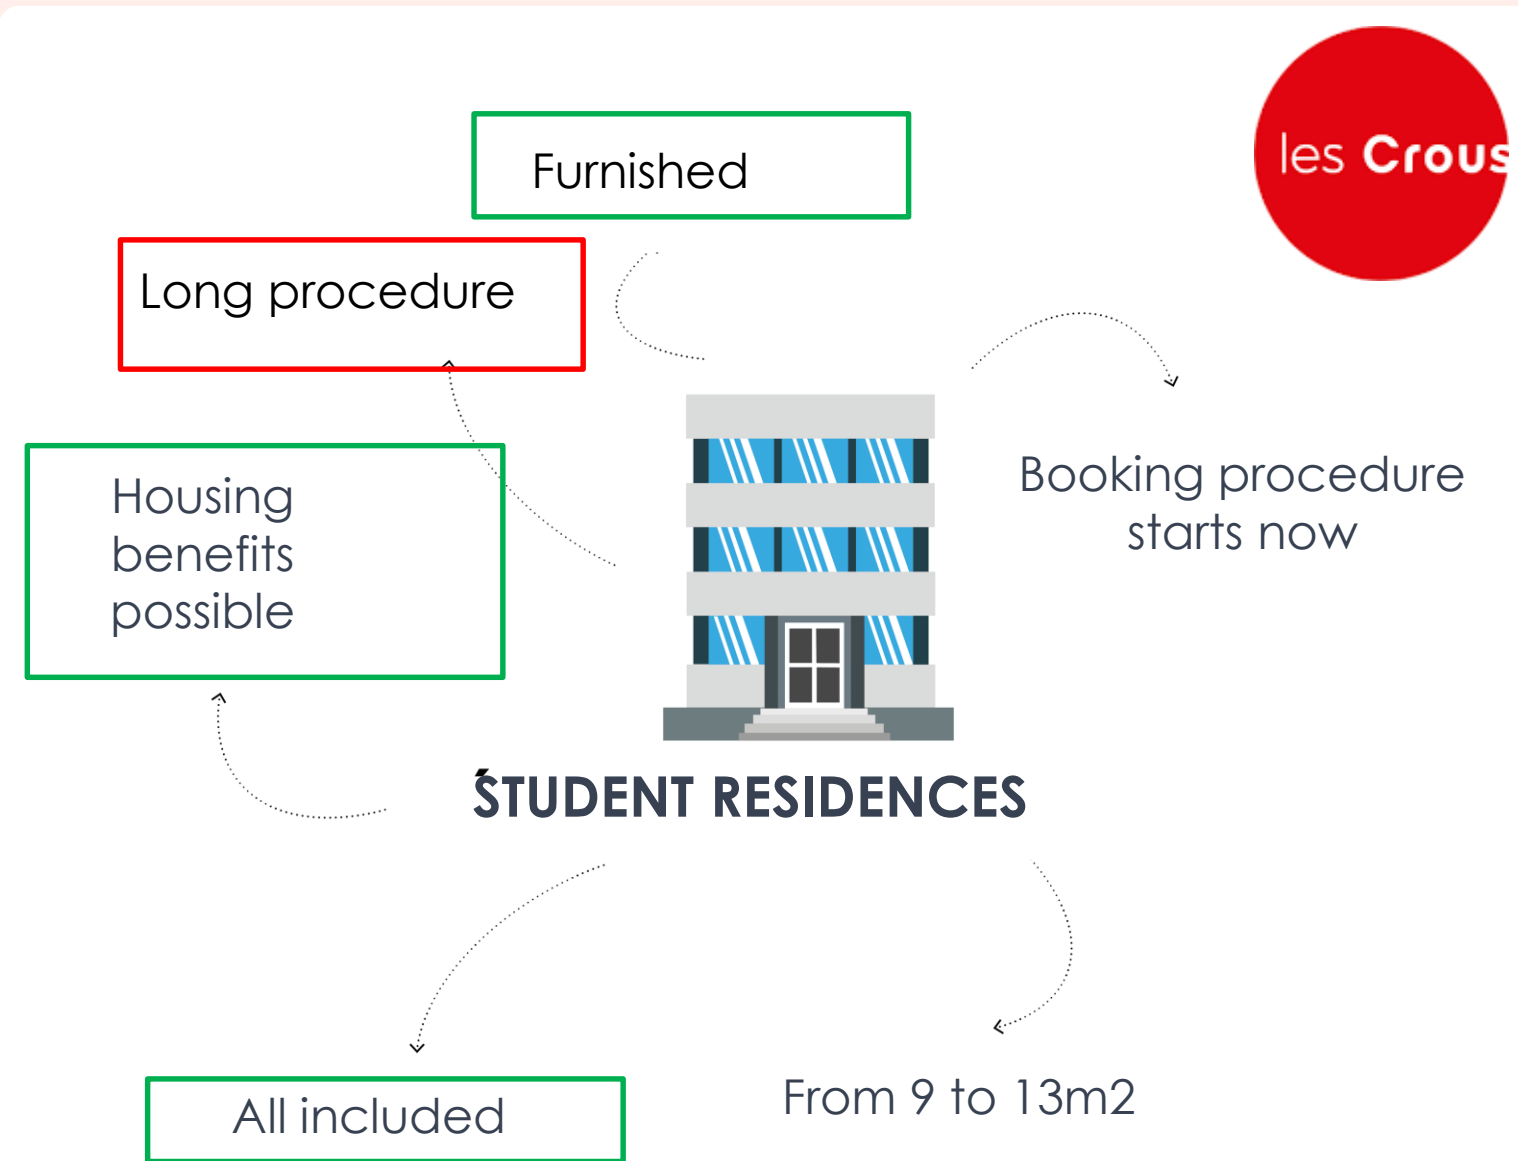 les Crous
Furnished
Long procedure
Housing
benefits
possible
Booking procedure
starts now
STUDENT RESIDENCES
From 9 to 13m2
All included